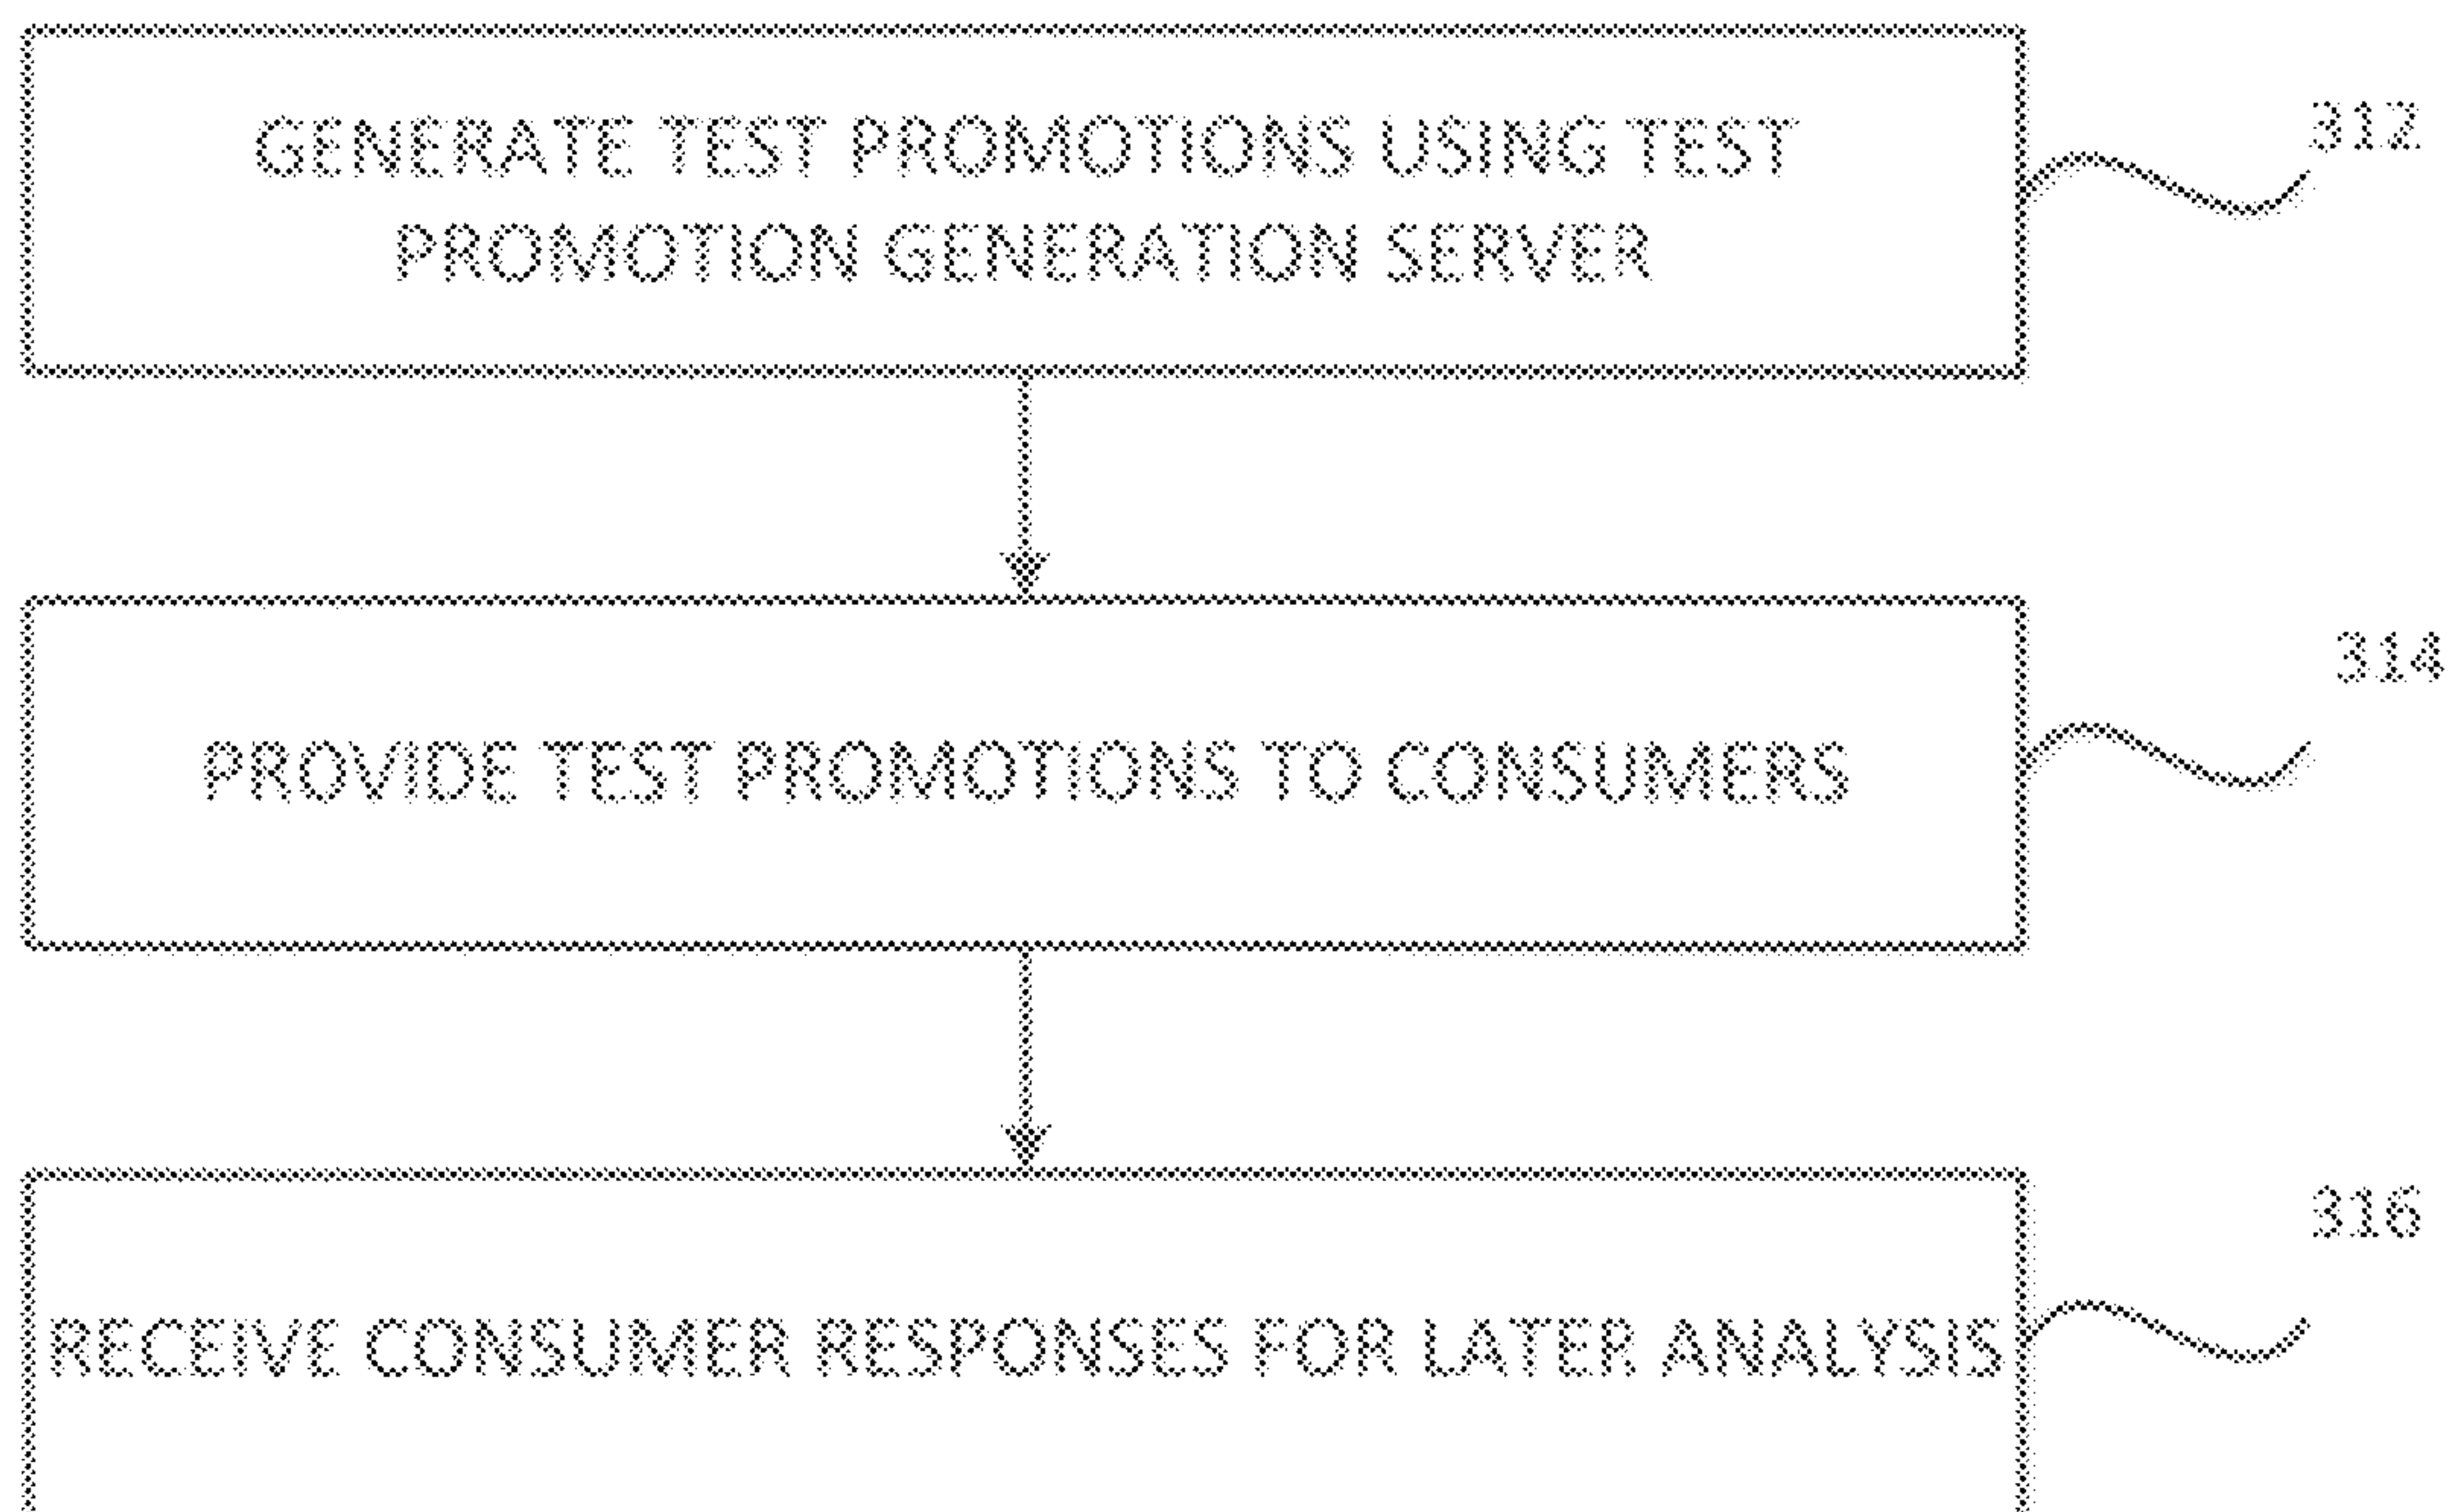 GENERATE TEST PROMOTIONS USING TEST
PROMOTION GENERATION SERVER
312
PROVIDE TEST PROMOTIONS TO CONSUMERS
314
RECEIVE CONSUMER RESPONSES FOR LATER ANALYSIS
316